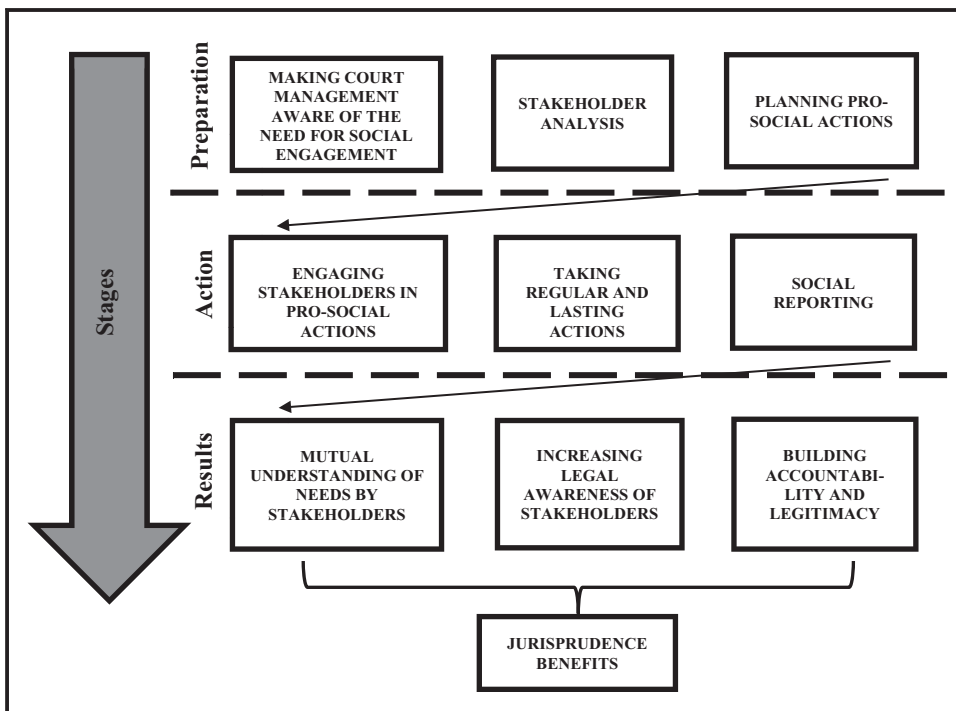 Stages
Preparation
MAKING COURT
MANAGEMENT
AWARE OF THE
NEED FOR SOCIAL
ENGAGEMENT
STAKEHOLDER
ANALYSIS
PLANNING PRO-
SOCIAL ACTIONS
Action
ENGAGING
STAKEHOLDERS IN
PRO-SOCIAL
ACTIONS
TAKING
REGULAR AND
LASTING
ACTIONS
SOCIAL
REPORTING
Results
MUTUAL
UNDERSTANDING OF
NEEDS BY
STAKEHOLDERS
INCREASING
LEGAL
AWARENESS OF
STAKEHOLDERS
BUILDING
ACCOUNTABI-
LITY AND
LEGITIMACY
JURISPRUDENCE
BENEFITS